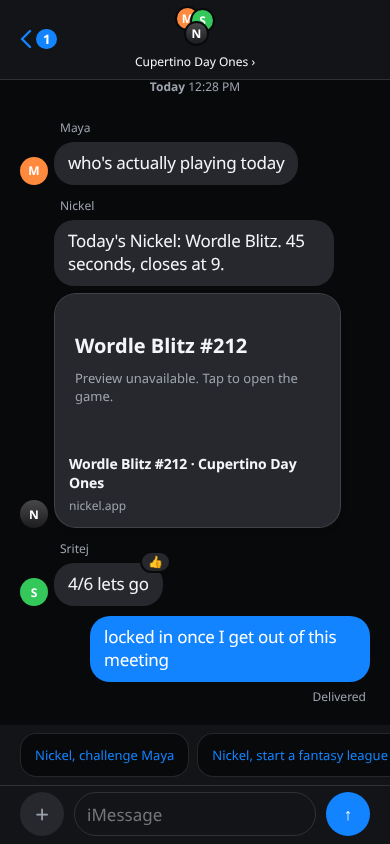 M
S
N
1
Cupertino Day Ones ›
Today 12:28 PM
Maya
M
who's actually playing today
Nickel
Today's Nickel: Wordle Blitz. 45
seconds, closes at 9.
Wordle Blitz #212
Preview unavailable. Tap to open the
game.
Wordle Blitz #212 · Cupertino Day
Ones
nickel.app
N
Sritej
👍
S
4/6 lets go
locked in once I get out of this
meeting
Delivered
Nickel, challenge Maya
Nickel, start a fantasy league
+
iMessage
↑